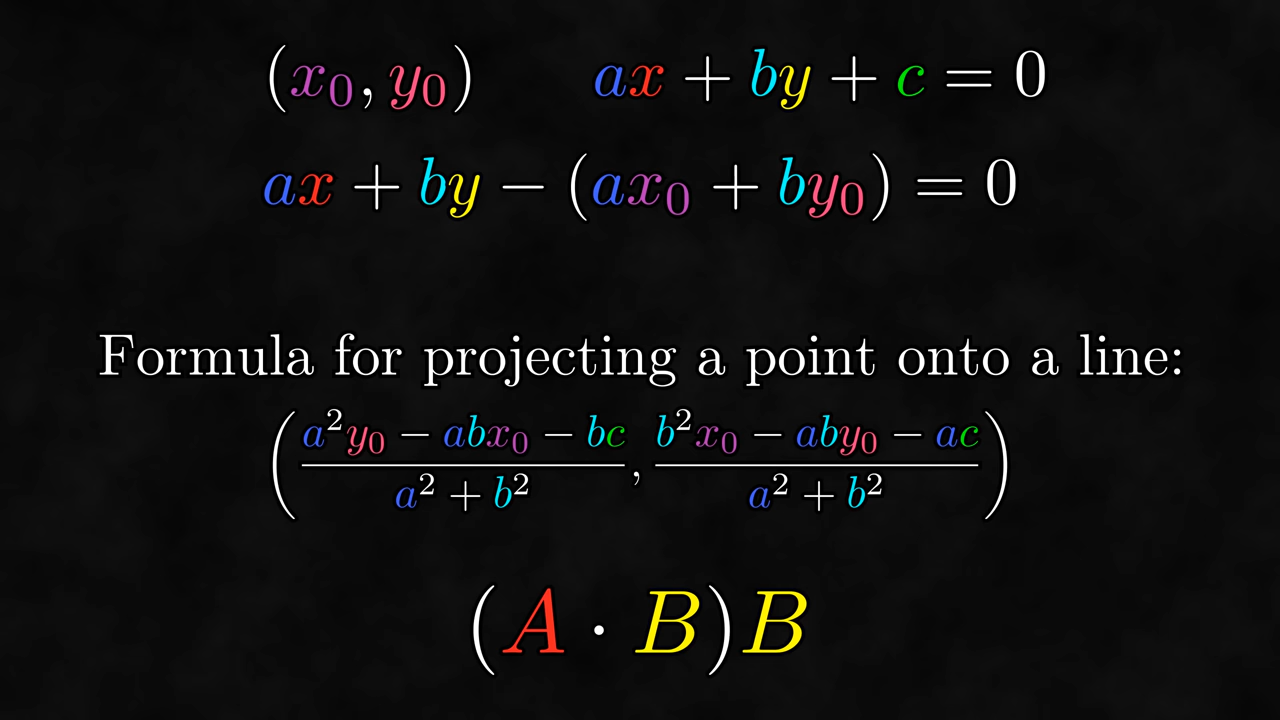 (x₀, y₀) ax + by + c = 0
ax + by − (ax₀ + by₀) = 0
Formula for projecting a point onto a line:
((a²y₀ − abx₀ − bc)/(a² + b²), (b²x₀ − aby₀ − ac)/(a² + b²))
(A · B)B